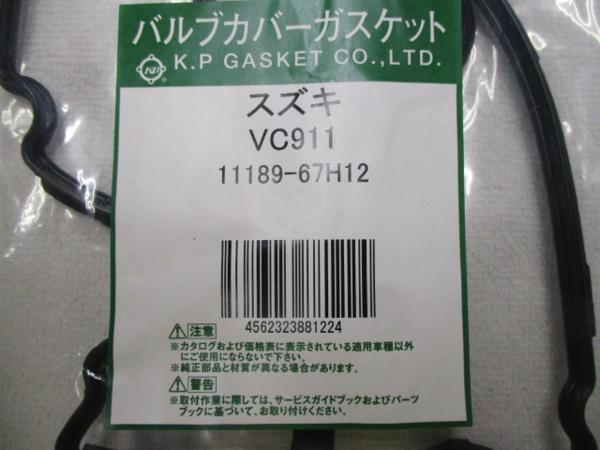 バルブカバーガスケット
KP K.P GASKET CO.,LTD.
スズキ
VC911
11189-67H12
4562323881224
注意
※カタログおよび価格表に表示されている適用車種以外
にご使用にならないで下さい。
※純正部品と材質が異なる場合があります。
警告
※取付作業に際しては、サービスガイドブックおよびパーツ
ブックに基づいて、お取り付けください。